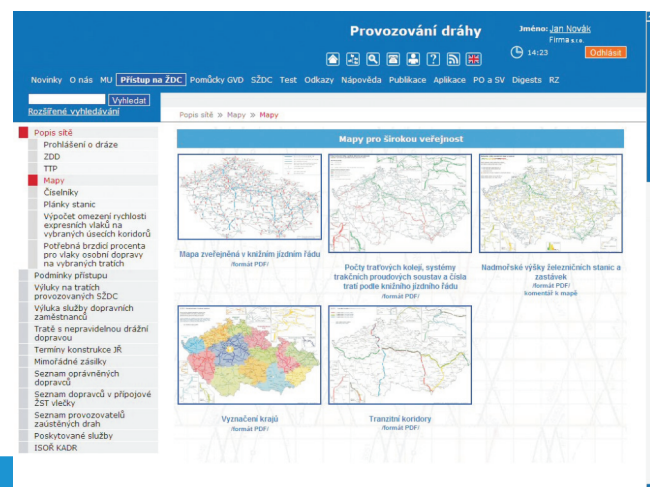 Provozování dráhy
Jméno: Jan Novák
Firma s.r.o.
14:23
Odhlásit
Novinky O nás MU Přístup na ŽDC Pomůcky GVD SŽDC Test Odkazy Nápověda Publikace Aplikace PO a SV Digests RZ
Vyhledat
Rozšířené vyhledávání
Popis sítě » Mapy » Mapy
Popis sítě
Prohlášení o dráze
ZDD
TTP
Mapy
Číselníky
Plánky stanic
Výpočet omezení rychlosti
expresních vlaků na
vybraných úsecích koridorů
Potřebná brzdící procenta
pro vlaky osobní dopravy
na vybraných tratích
Podmínky přístupu
Výluky na tratích
provozovaných SŽDC
Výluka služby dopravních
zaměstnanců
Tratě s nepravidelnou drážní
dopravou
Termíny konstrukce JŘ
Mimořádné zásilky
Seznam oprávněných
dopravců
Seznam dopravců v přípojové
ŽST vlečky
Seznam provozovatelů
zaústěných drah
Poskytované služby
ISOŘ KADR
Mapy pro širokou veřejnost
Mapa zveřejněná v knižním jízdním řádu
/formát PDF/
Počty traťových kolejí, systémy
trakčních proudových soustav a čísla
tratí podle knižního jízdního řádu
/formát PDF/
Nadmořské výšky železničních stanic a
zastávek
/formát PDF/
komentář k mapě
Vyznačení krajů
/formát PDF/
Tranzitní koridory
/formát PDF/